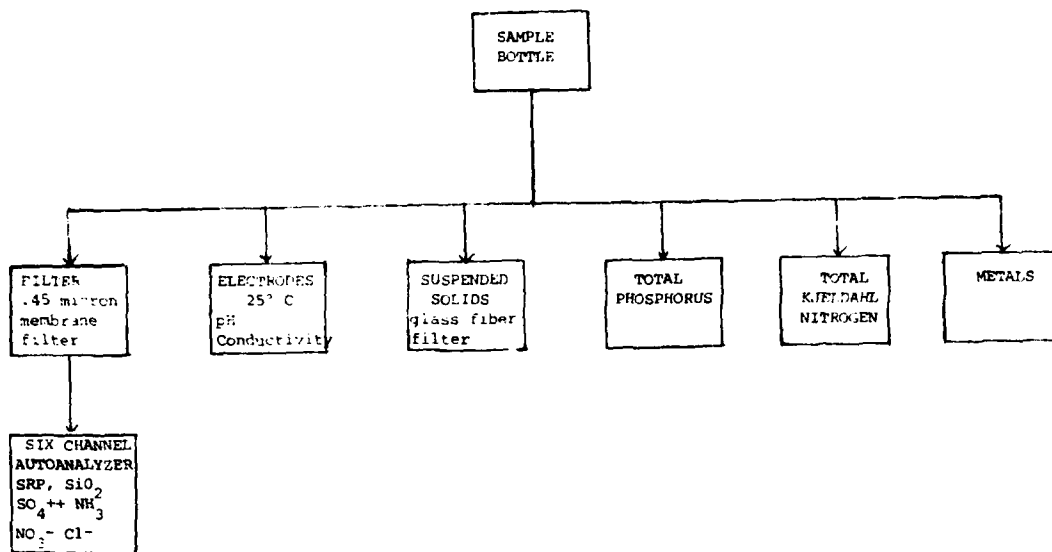 SAMPLE
BOTTLE
FILTER
.45 micron
membrane
filter
ELECTRODES
25° C
pH
Conductivity
SUSPENDED
SOLIDS
glass fiber
filter
TOTAL
PHOSPHORUS
TOTAL
KJELDAHL
NITROGEN
METALS
SIX CHANNEL
AUTOANALYZER
SRP, SiO2
SO4++ NH3
NO3- Cl-